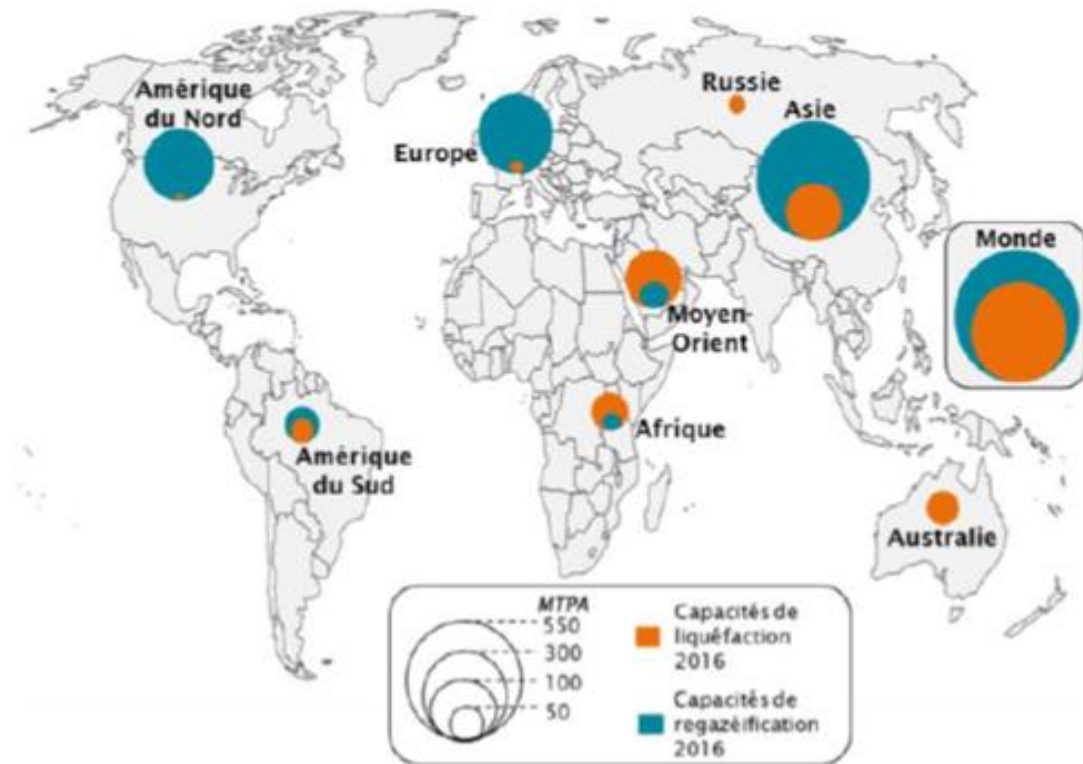 Amérique
du Nord
Europe
Russie
Asie
Monde
Moyen-
Orient
Afrique
Amérique
du Sud
Australie
MTPA
550
300
100
50
Capacités de
liquéfaction
2016
Capacités de
regazéification
2016